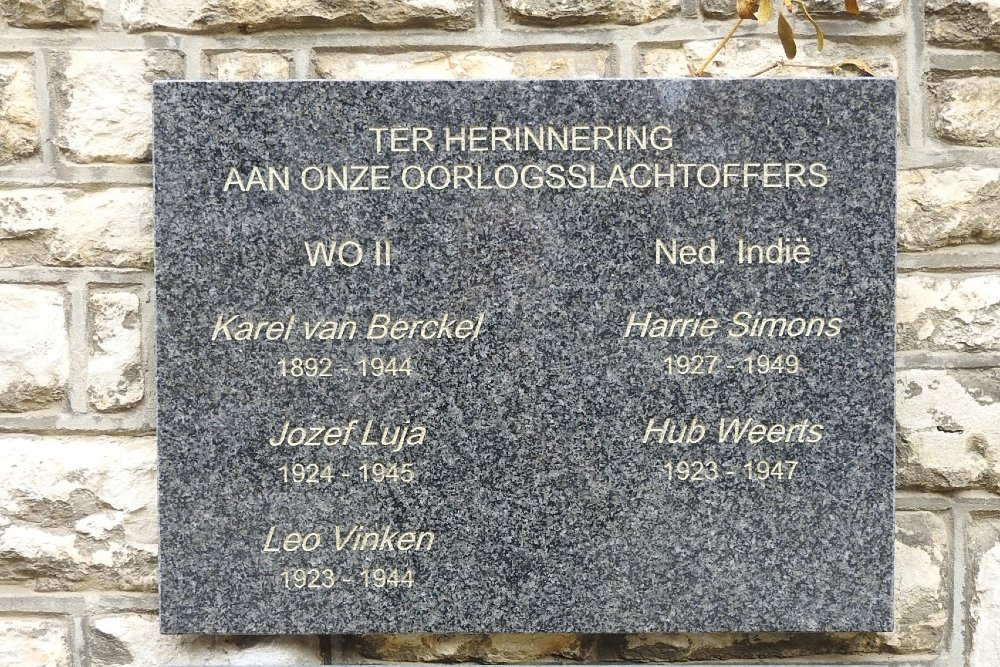 TER HERINNERING
AAN ONZE OORLOGSSLACHTOFFERS
WO II
Karel van Berckel
1892 - 1944
Jozef Luja
1924 - 1945
Leo Vinken
1923 - 1944
Ned. Indië
Harrie Simons
1927 - 1949
Hub Weerts
1923 - 1947